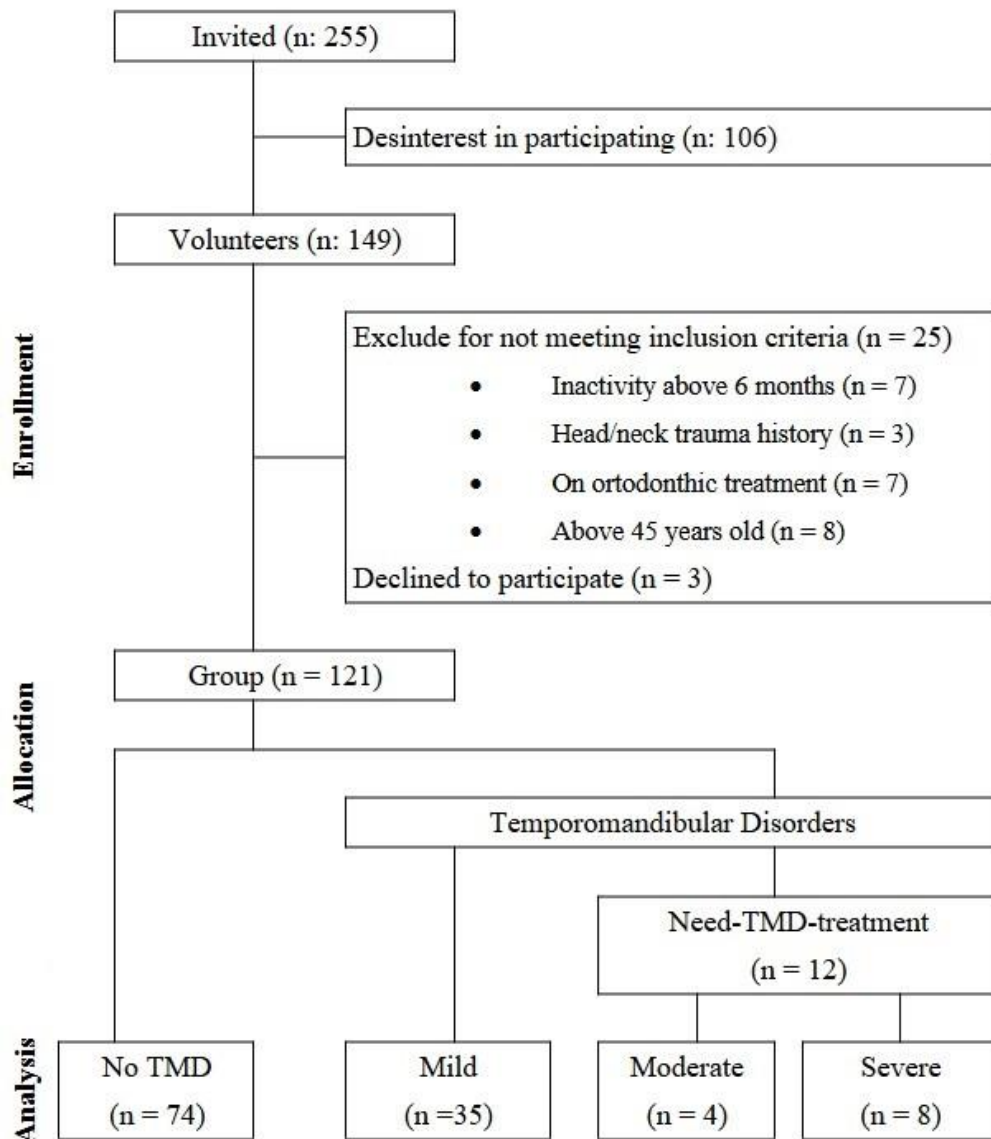 Invited (n: 255)
Desinterest in participating (n: 106)
Volunteers (n: 149)
Enrollment
Exclude for not meeting inclusion criteria (n = 25)
• Inactivity above 6 months (n = 7)
• Head/neck trauma history (n = 3)
• On ortodonthic treatment (n = 7)
• Above 45 years old (n = 8)
Declined to participate (n = 3)
Group (n = 121)
Allocation
Temporomandibular Disorders
Need-TMD-treatment
(n = 12)
Analysis
No TMD
(n = 74)
Mild
(n =35)
Moderate
(n = 4)
Severe
(n = 8)